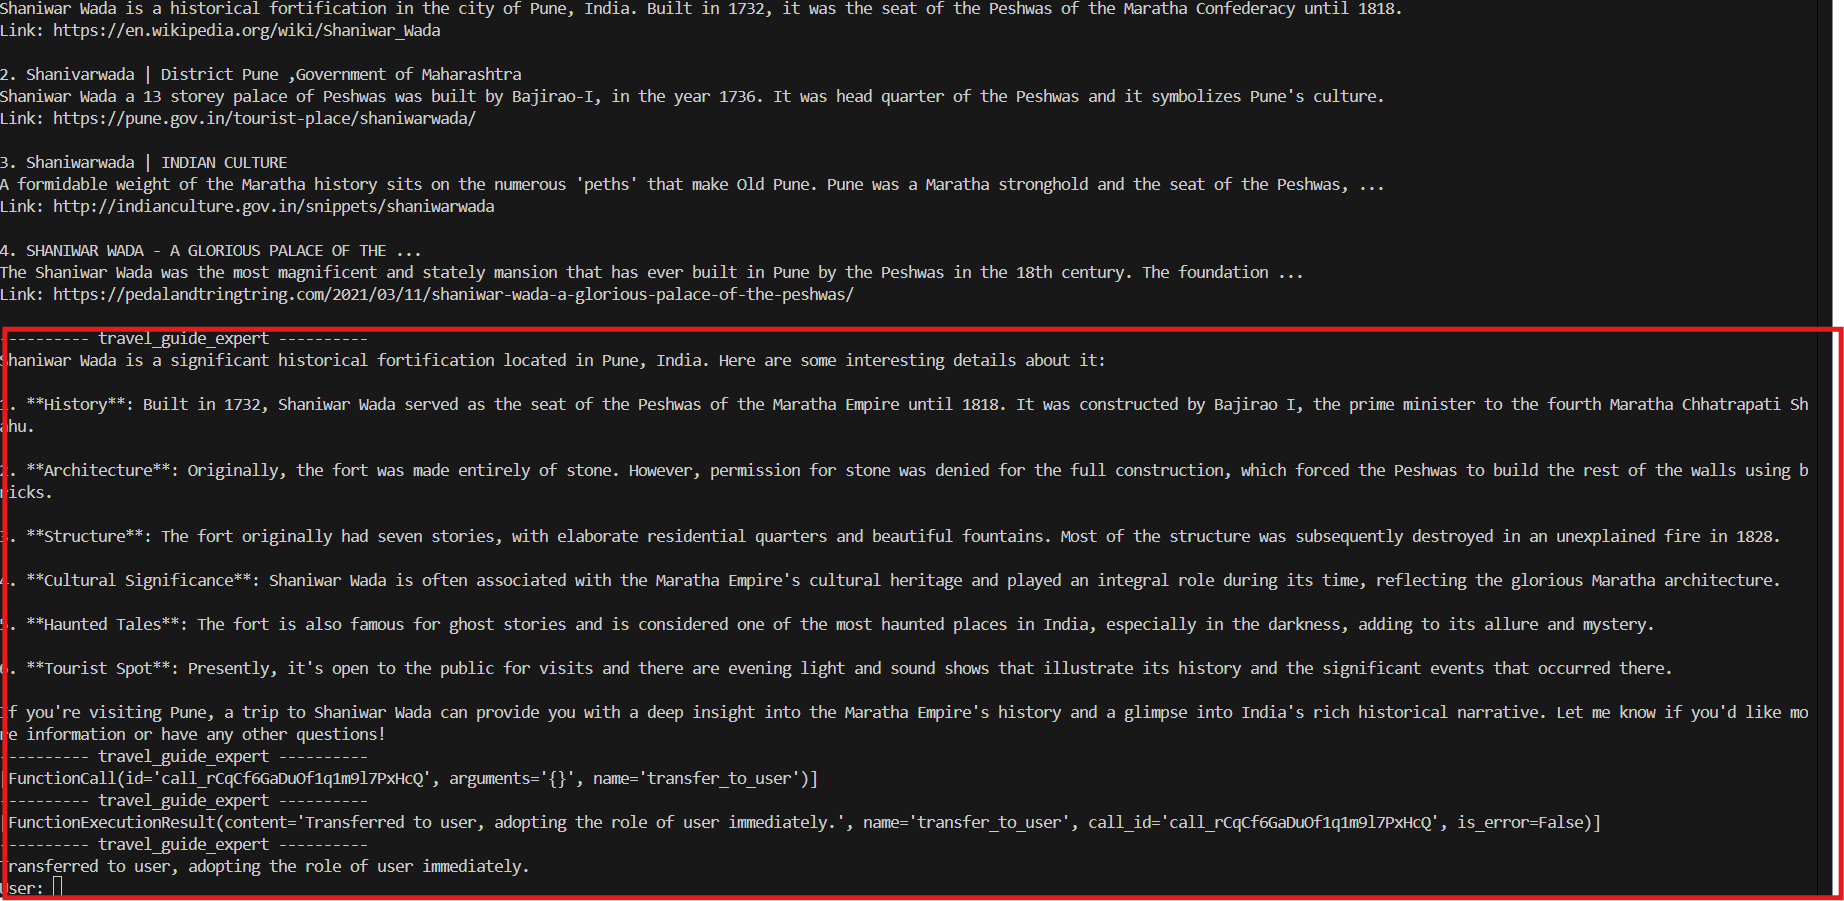 Shaniwar Wada is a historical fortification in the city of Pune, India. Built in 1732, it was the seat of the Peshwas of the Maratha Confederacy until 1818.
Link: https://en.wikipedia.org/wiki/Shaniwar_Wada
2. Shanivarwada | District Pune ,Government of Maharashtra
Shaniwar Wada a 13 storey palace of Peshwas was built by Bajirao-I, in the year 1736. It was head quarter of the Peshwas and it symbolizes Pune's culture.
Link: https://pune.gov.in/tourist-place/shaniwarwada/
3. Shaniwarwada | INDIAN CULTURE
A formidable weight of the Maratha history sits on the numerous 'peths' that make Old Pune. Pune was a Maratha stronghold and the seat of the Peshwas, ...
Link: http://indianculture.gov.in/snippets/shaniwarwada
4. SHANIWAR WADA - A GLORIOUS PALACE OF THE ...
The Shaniwar Wada was the most magnificent and stately mansion that has ever built in Pune by the Peshwas in the 18th century. The foundation ...
Link: https://pedalandtringtring.com/2021/03/11/shaniwar-wada-a-glorious-palace-of-the-peshwas/
---------- travel_guide_expert ----------
Shaniwar Wada is a significant historical fortification located in Pune, India. Here are some interesting details about it:
1. **History**: Built in 1732, Shaniwar Wada served as the seat of the Peshwas of the Maratha Empire until 1818. It was constructed by Bajirao I, the prime minister to the fourth Maratha Chhatrapati Sh
ahu.
2. **Architecture**: Originally, the fort was made entirely of stone. However, permission for stone was denied for the full construction, which forced the Peshwas to build the rest of the walls using b
ricks.
3. **Structure**: The fort originally had seven stories, with elaborate residential quarters and beautiful fountains. Most of the structure was subsequently destroyed in an unexplained fire in 1828.
4. **Cultural Significance**: Shaniwar Wada is often associated with the Maratha Empire's cultural heritage and played an integral role during its time, reflecting the glorious Maratha architecture.
5. **Haunted Tales**: The fort is also famous for ghost stories and is considered one of the most haunted places in India, especially in the darkness, adding to its allure and mystery.
6. **Tourist Spot**: Presently, it's open to the public for visits and there are evening light and sound shows that illustrate its history and the significant events that occurred there.
If you're visiting Pune, a trip to Shaniwar Wada can provide you with a deep insight into the Maratha Empire's history and a glimpse into India's rich historical narrative. Let me know if you'd like mo
re information or have any other questions!
---------- travel_guide_expert ----------
[FunctionCall(id='call_rCqCf6GaDuOf1q1m9l7PxHcQ', arguments='{}', name='transfer_to_user')]
---------- travel_guide_expert ----------
[FunctionExecutionResult(content='Transferred to user, adopting the role of user immediately.', name='transfer_to_user', call_id='call_rCqCf6GaDuOf1q1m9l7PxHcQ', is_error=False)]
---------- travel_guide_expert ----------
Transferred to user, adopting the role of user immediately.
User: